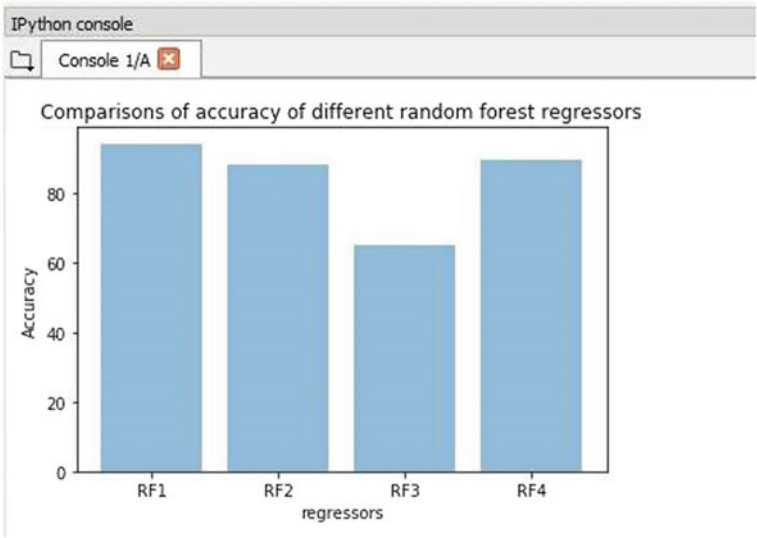 IPython console
Console 1/A
Comparisons of accuracy of different random forest regressors
80
60
40
20
0
Accuracy
RF1 RF2 RF3 RF4
regressors